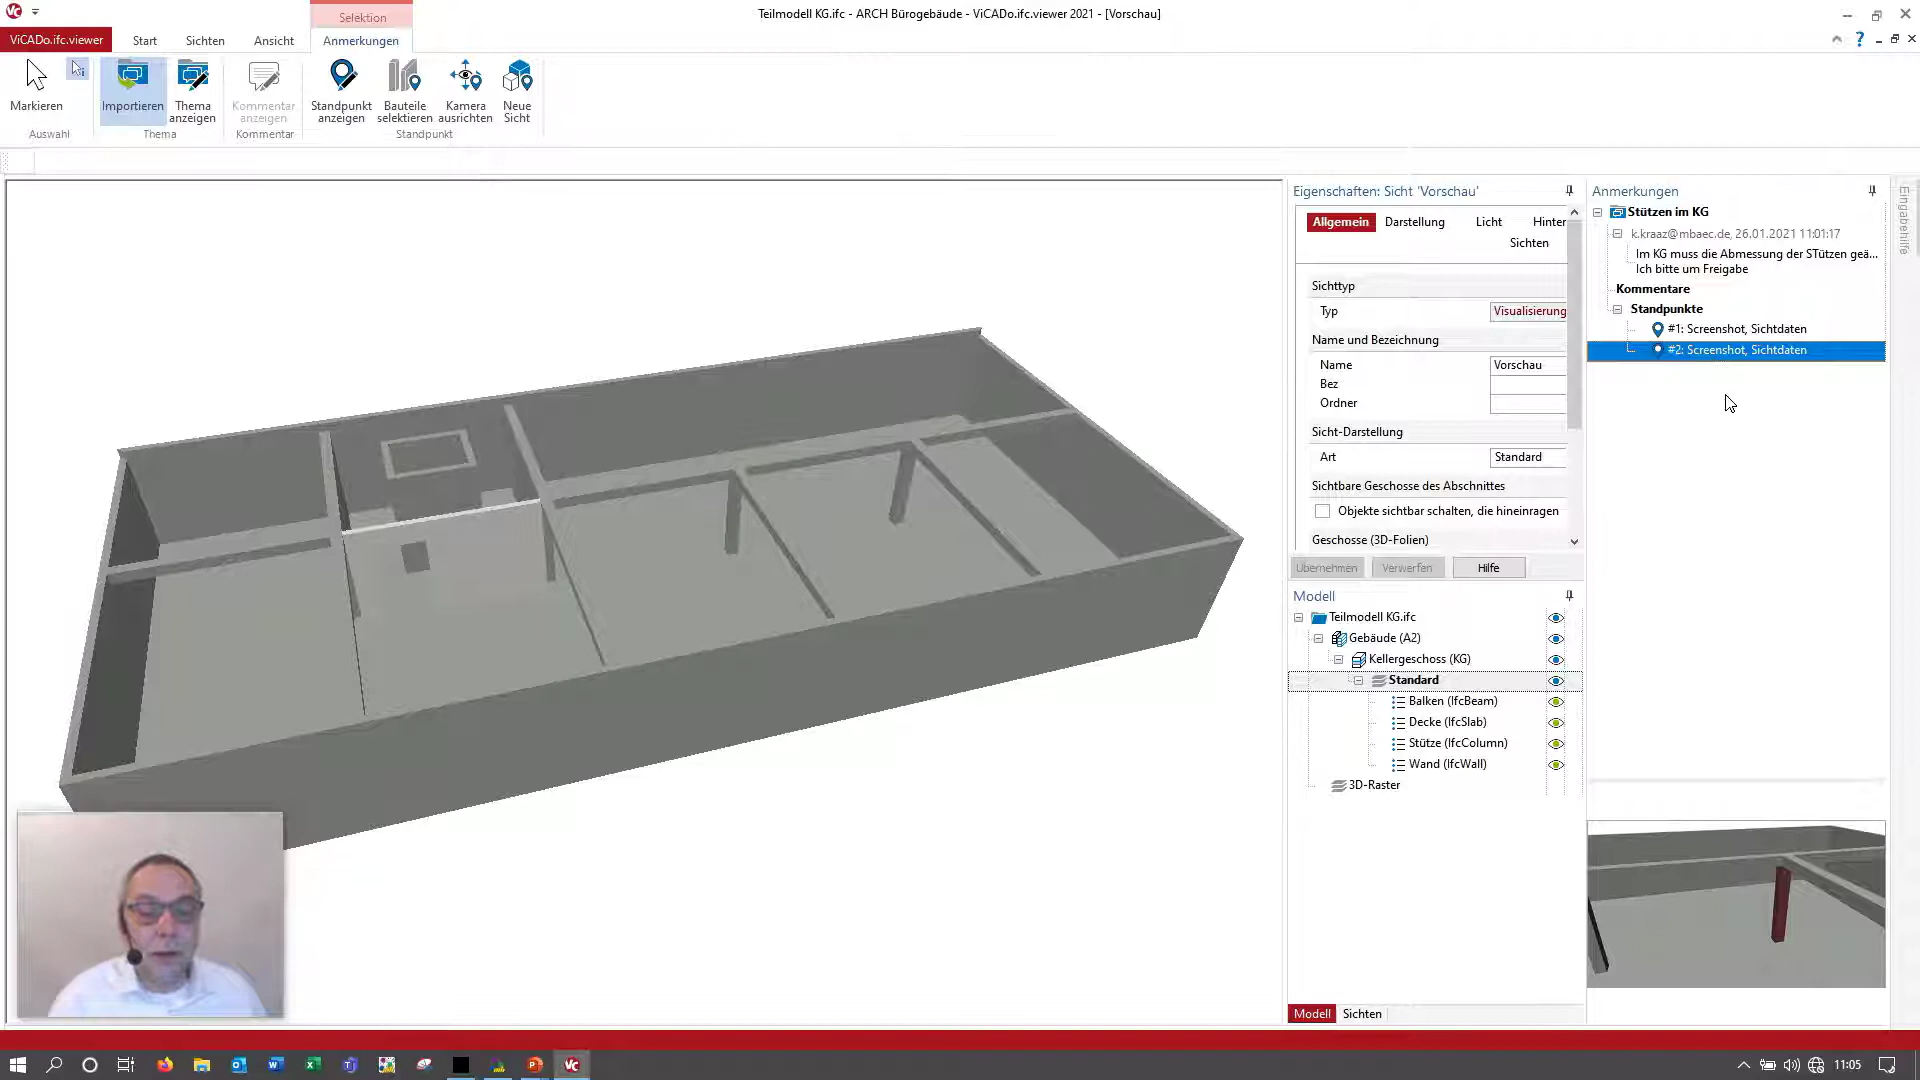 Selektion
Teilmodell KG.ifc - ARCH Bürogebäude - ViCADo.ifc.viewer 2021 - [Vorschau]
ViCADo.ifc.viewer
Start
Sichten
Ansicht
Anmerkungen
Markieren
Importieren
Thema anzeigen
Kommentar anzeigen
Standpunkt anzeigen
Bauteile selektieren
Kamera ausrichten
Neue Sicht
Auswahl
Thema
Kommentar
Standpunkt
Eigenschaften: Sicht 'Vorschau'
Allgemein
Darstellung
Licht
Hinter
Sichten
Sichttyp
Typ
Visualisierung
Name und Bezeichnung
Name
Vorschau
Bez
Ordner
Sicht-Darstellung
Art
Standard
Sichtbare Geschosse des Abschnittes
Objekte sichtbar schalten, die hineinragen
Geschosse (3D-Folien)
Übernehmen
Verwerfen
Hilfe
Modell
Teilmodell KG.ifc
Gebäude (A2)
Kellergeschoss (KG)
Standard
Balken (IfcBeam)
Decke (IfcSlab)
Stütze (IfcColumn)
Wand (IfcWall)
3D-Raster
Modell
Sichten
Anmerkungen
Stützen im KG
k.kraaz@mbaec.de, 26.01.2021 11:01:17
Im KG muss die Abmessung der STützen geä...
Ich bitte um Freigabe
Kommentare
Standpunkte
#1: Screenshot, Sichtdaten
#2: Screenshot, Sichtdaten
Eingabehilfe
11:05